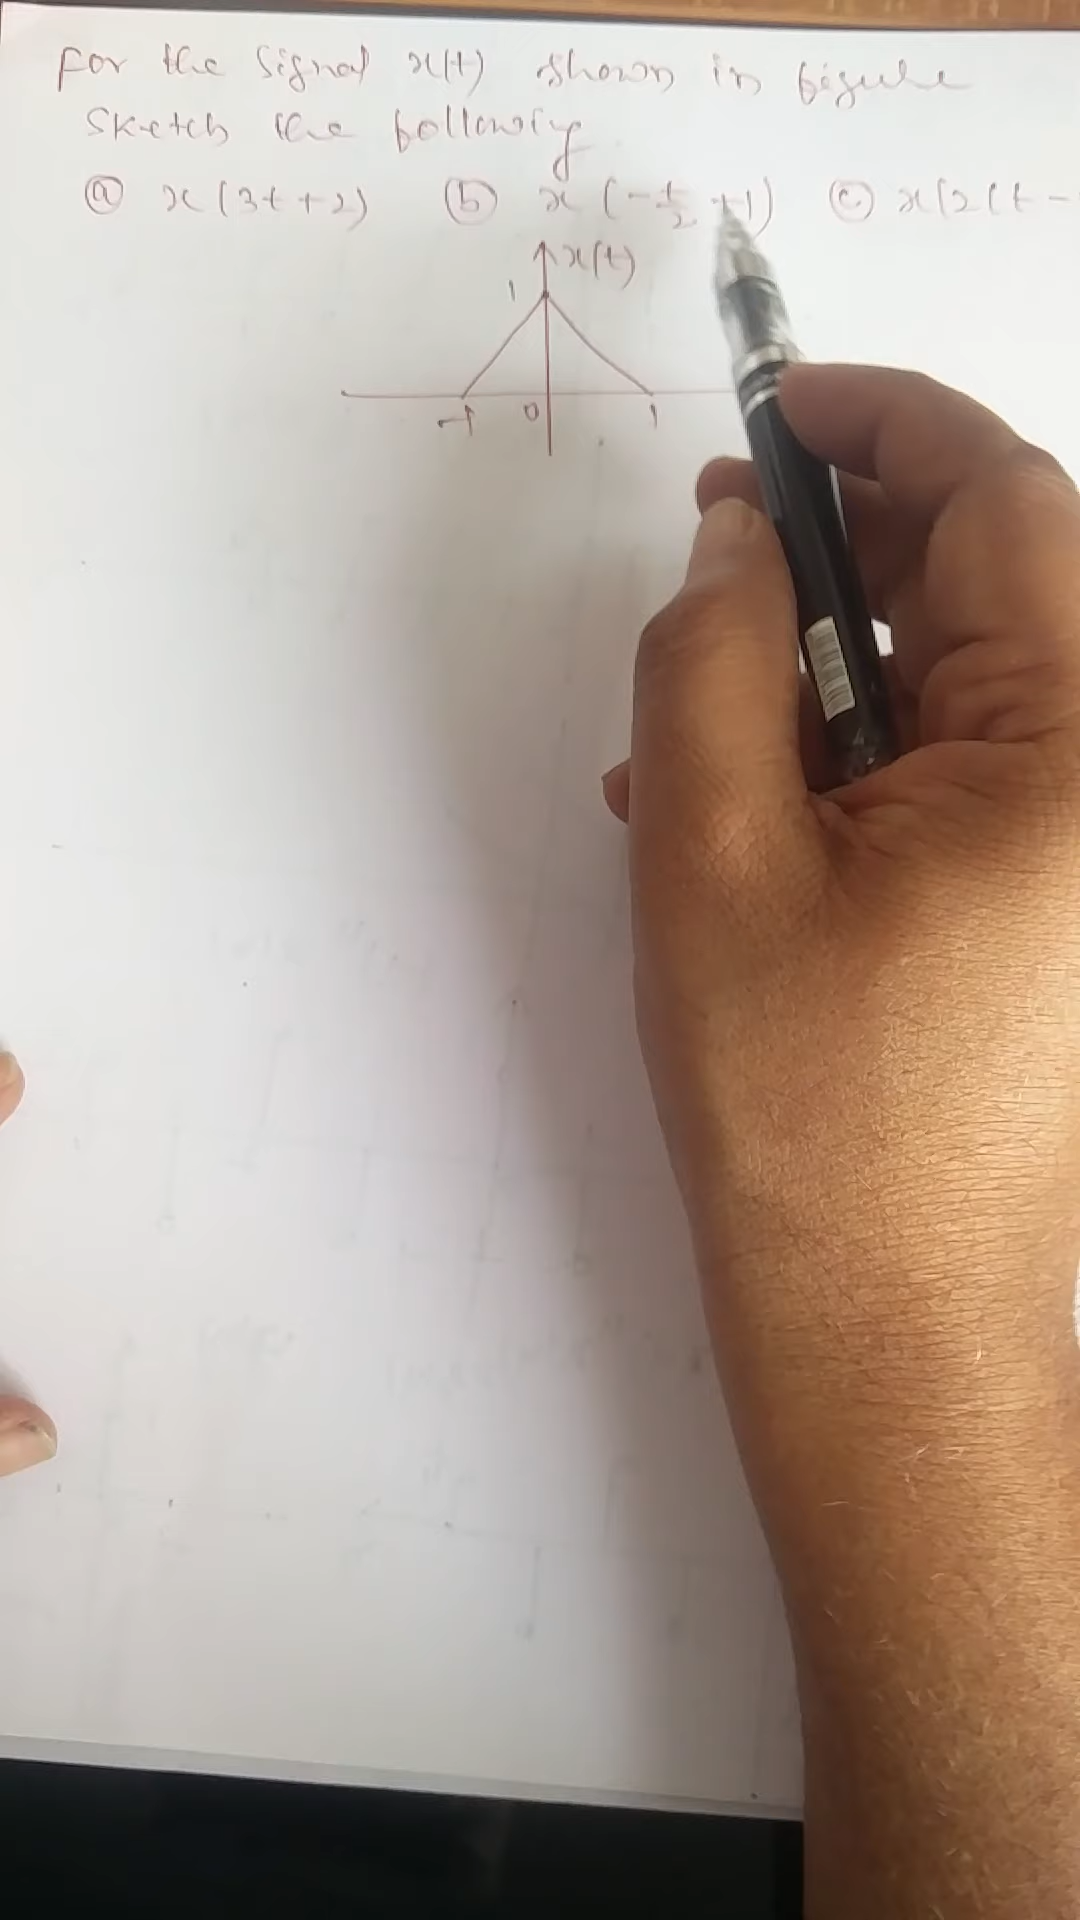 For the Signal x(t) shown in figure
Sketch the following
ⓐ x(3t+2) ⓑ x(-t/2 +1) ⓒ x(2(t-
x(t)
1
-1 0 1